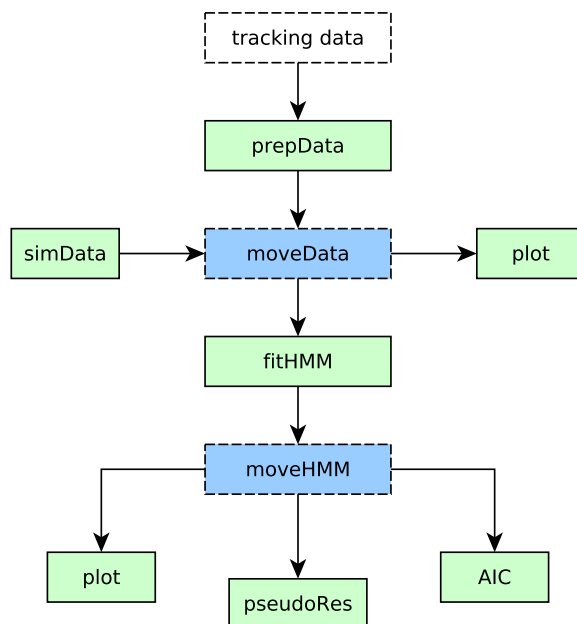 tracking data
prepData
simData
moveData
plot
fitHMM
moveHMM
plot
pseudoRes
AIC